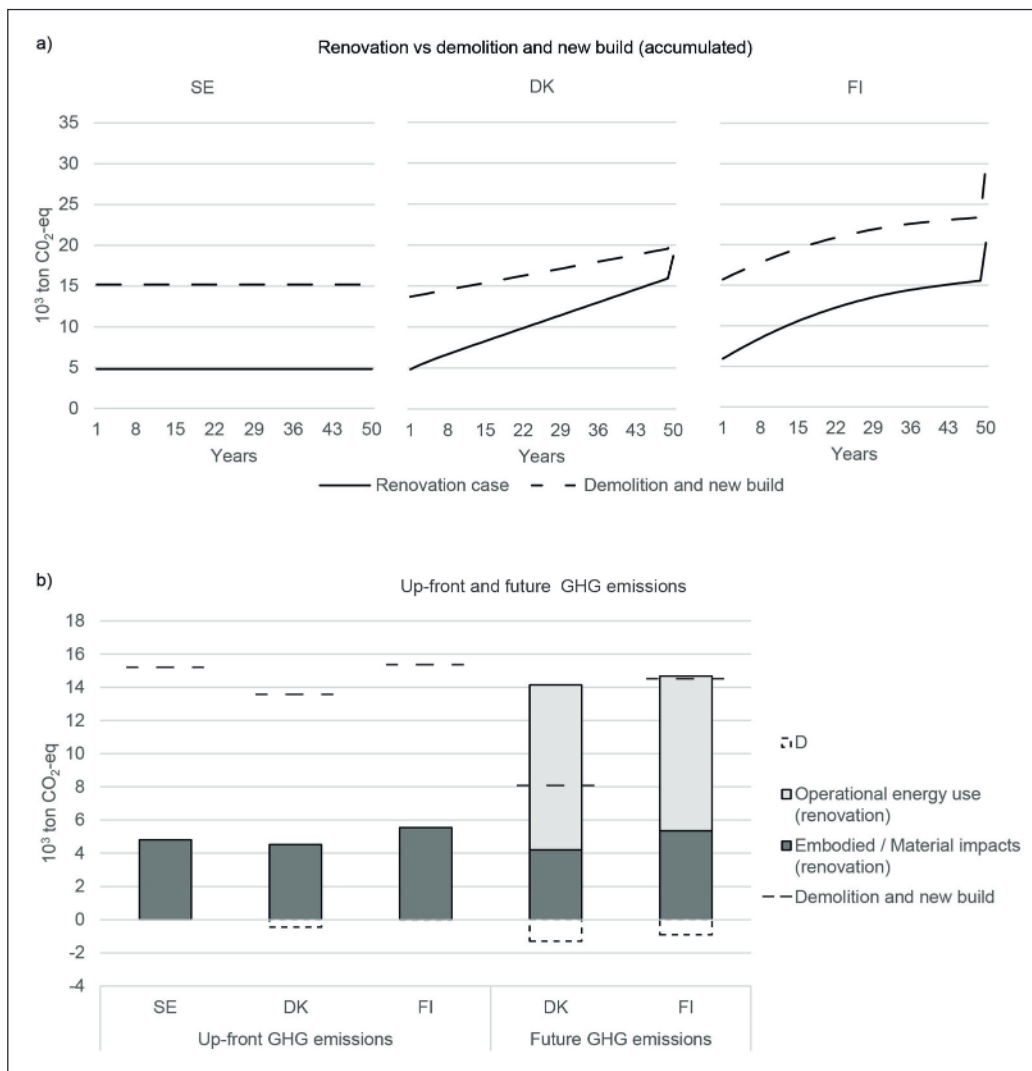 a)
Renovation vs demolition and new build (accumulated)
SE DK FI
10³ ton C0₂-eq
35
30
25
20
15
10
5
0
1 8 15 22 29 36 43 50 1 8 15 22 29 36 43 50 1 8 15 22 29 36 43 50
Years Years Years
Renovation case Demolition and new build
b)
Up-front and future GHG emissions
10³ ton CO₂-eq
18
16
14
12
10
8
6
4
2
0
-2
-4
SE DK FI DK FI
Up-front GHG emissions Future GHG emissions
D
Operational energy use
(renovation)
Embodied / Material impacts
(renovation)
Demolition and new build